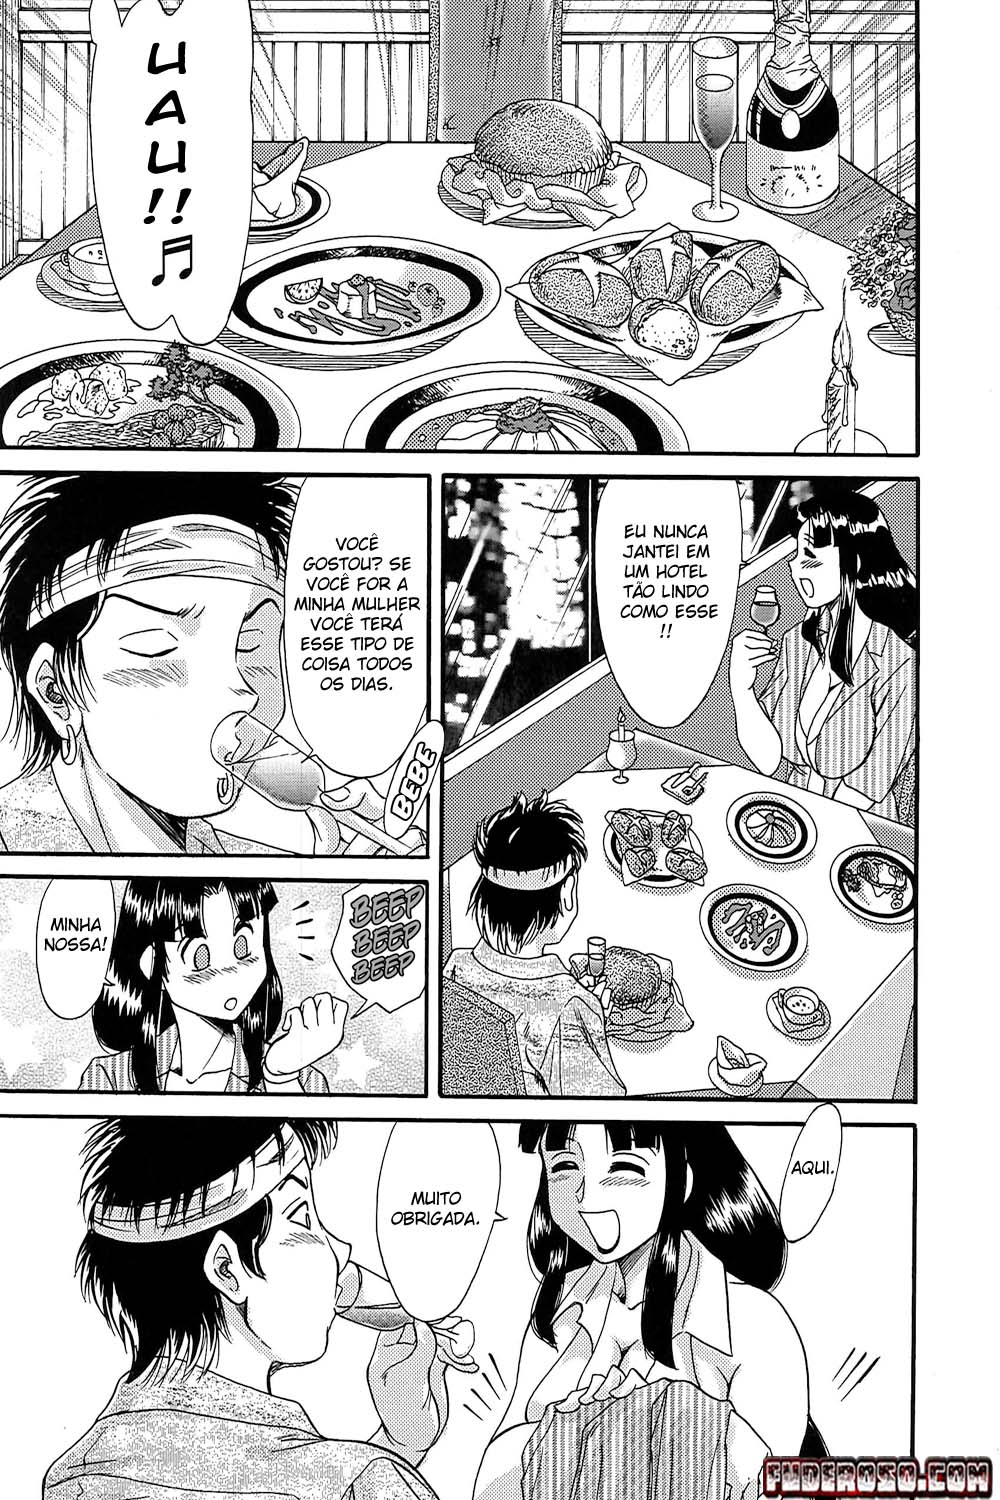 UAU!!
EU NUNCA
JANTEI EM
UM HOTEL
TÃO LINDO
COMO ESSE
!!
VOCÊ
GOSTOU? SE
VOCÊ FOR A
MINHA MULHER
VOCÊ TERÁ
ESSE TIPO DE
COISA TODOS
OS DIAS.
BEBE
BEEP
BEEP
BEEP
MINHA
NOSSA!
AQUI.
MUITO
OBRIGADA.
FUDEROSO.COM